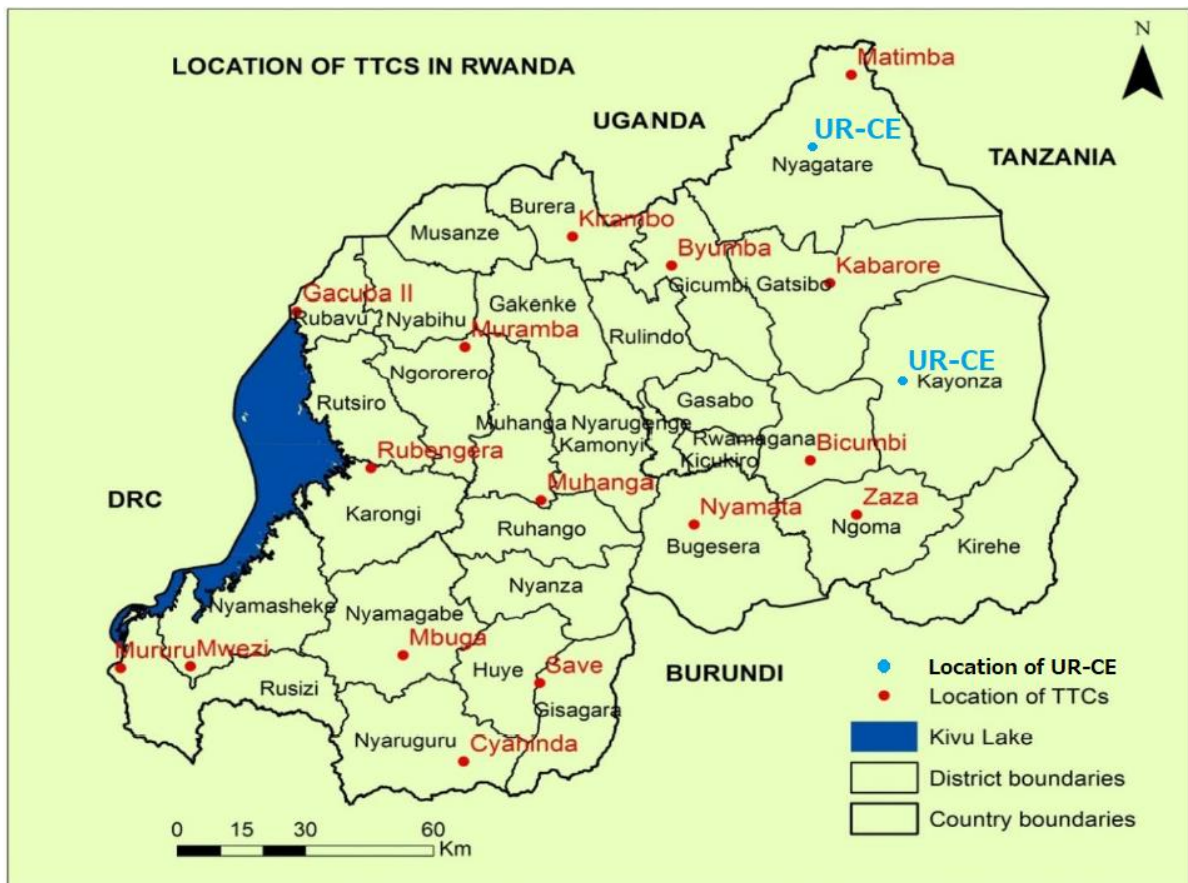 LOCATION OF TTCS IN RWANDA
N
Matimba
UGANDA
UR-CE
TANZANIA
Nyagatare
Burera
Kirambo
Musanze
Byumba
Kabarore
Gicumbi
Gatsibo
Gacuba II
Rubavu
Nyabihu
Gakenke
Muramba
Rulindo
UR-CE
Kayonza
Ngororero
Rutsiro
Gasabo
Muhanga
Nyarugenge
Kamonyi
Rwamagana
Bicumbi
Kicukiro
Rubengera
Muhanga
Nyamata
Zaza
DRC
Karongi
Ruhango
Ngoma
Bugesera
Kirehe
Nyanza
Nyamasheke
Nyamagabe
Mururu
Mwezi
Mbuga
Huye
Save
BURUNDI
Rusizi
Gisagara
Nyaruguru
Cyahinda
Location of UR-CE
Location of TTCs
Kivu Lake
District boundaries
Country boundaries
0 15 30 60
Km